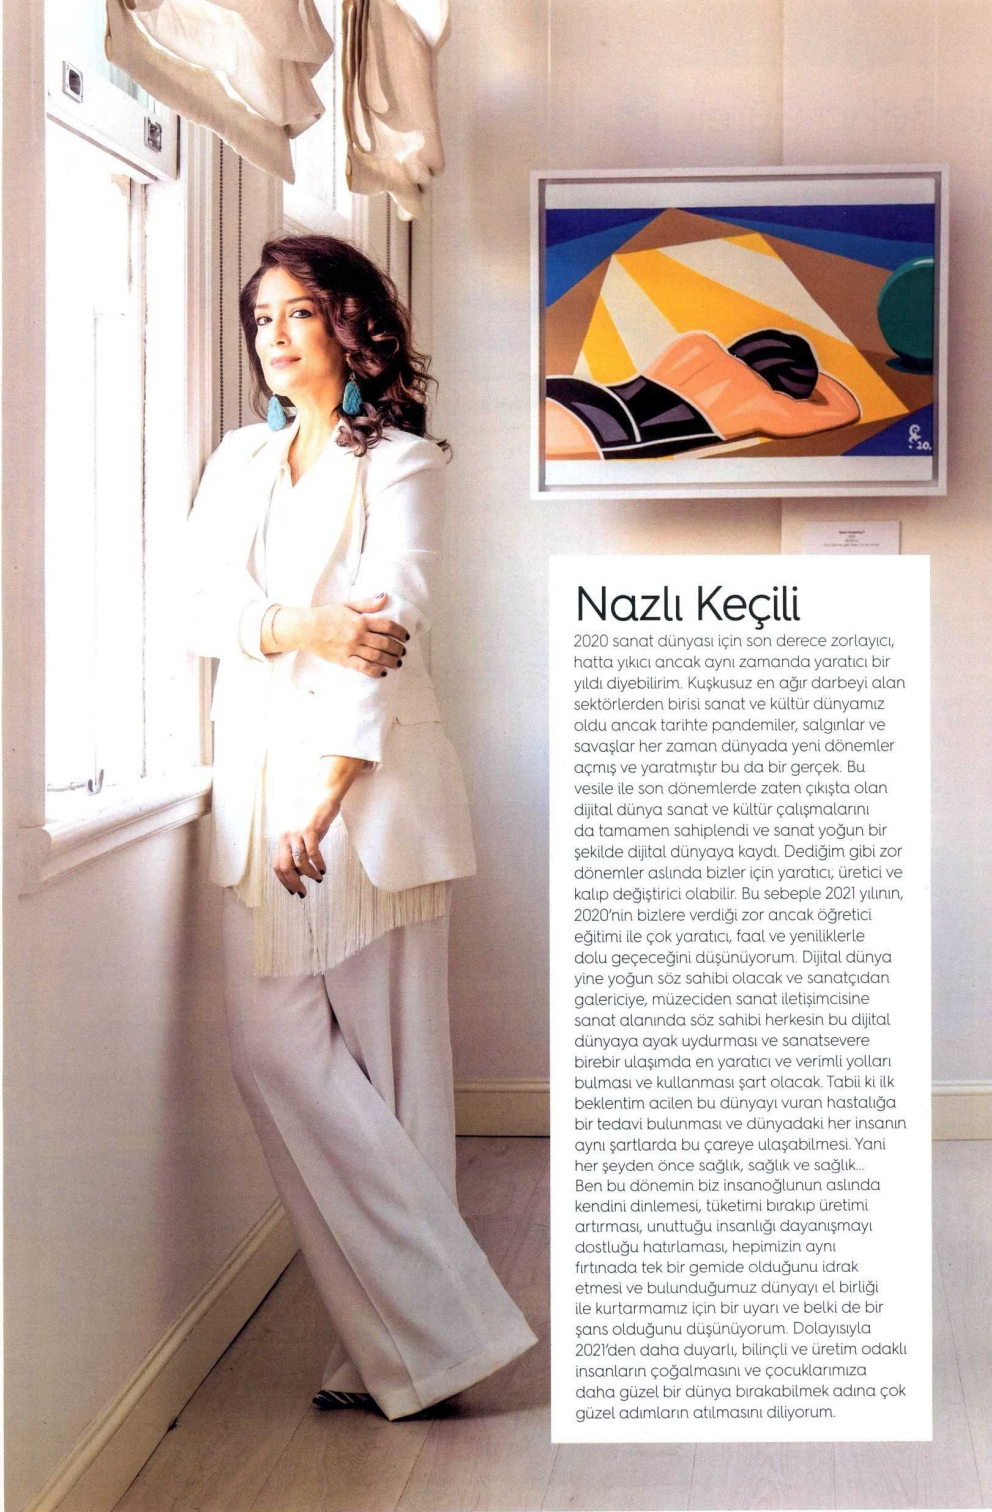 Nazlı Keçili
2020 sanat dünyası için son derece zorlayıcı,
hatta yıkıcı ancak aynı zamanda yaratıcı bir
yıldı diyebilirim. Kuşkusuz en ağır darbeyi alan
sektörlerden birisi sanat ve kültür dünyamız
oldu ancak tarihte pandemiler, salgınlar ve
savaşlar her zaman dünyada yeni dönemler
açmış ve yaratmıştır bu da bir gerçek. Bu
vesile ile son dönemlerde zaten çıkışta olan
dijital dünya sanat ve kültür çalışmalarını
da tamamen sahiplendi ve sanat yoğun bir
şekilde dijital dünyaya kaydı. Dediğim gibi zor
dönemler aslında bizler için yaratıcı, üretici ve
kalıp değiştirici olabilir. Bu sebeple 2021 yılının,
2020’nin bizlere verdiği zor ancak öğretici
eğitimi ile çok yaratıcı, faal ve yeniliklerle
dolu geçeceğini düşünüyorum. Dijital dünya
yine yoğun söz sahibi olacak ve sanatçıdan
galericiye, müzeciden sanat iletişimcisine
sanat alanında söz sahibi herkesin bu dijital
dünyaya ayak uydurması ve sanatsevere
birebir ulaşımda en yaratıcı ve verimli yolları
bulması ve kullanması şart olacak. Tabii ki ilk
beklentim acilen bu dünyayı vuran hastalığa
bir tedavi bulunması ve dünyadaki her insanın
aynı şartlarda bu çareye ulaşabilmesi. Yani
her şeyden önce sağlık, sağlık ve sağlık...
Ben bu dönemin biz insanoğlunun aslında
kendini dinlemesi, tüketimi bırakıp üretimi
artırması, unuttuğu insanlığı dayanışmayı
dostluğu hatırlaması, hepimizin aynı
fırtınada tek bir gemide olduğunu idrak
etmesi ve bulunduğumuz dünyayı el birliği
ile kurtarmamız için bir uyarı ve belki de bir
şans olduğunu düşünüyorum. Dolayısıyla
2021’den daha duyarlı, bilinçli ve üretim odaklı
insanların çoğalmasını ve çocuklarımıza
daha güzel bir dünya bırakabilmek adına çok
güzel adımların atılmasını diliyorum.
20.